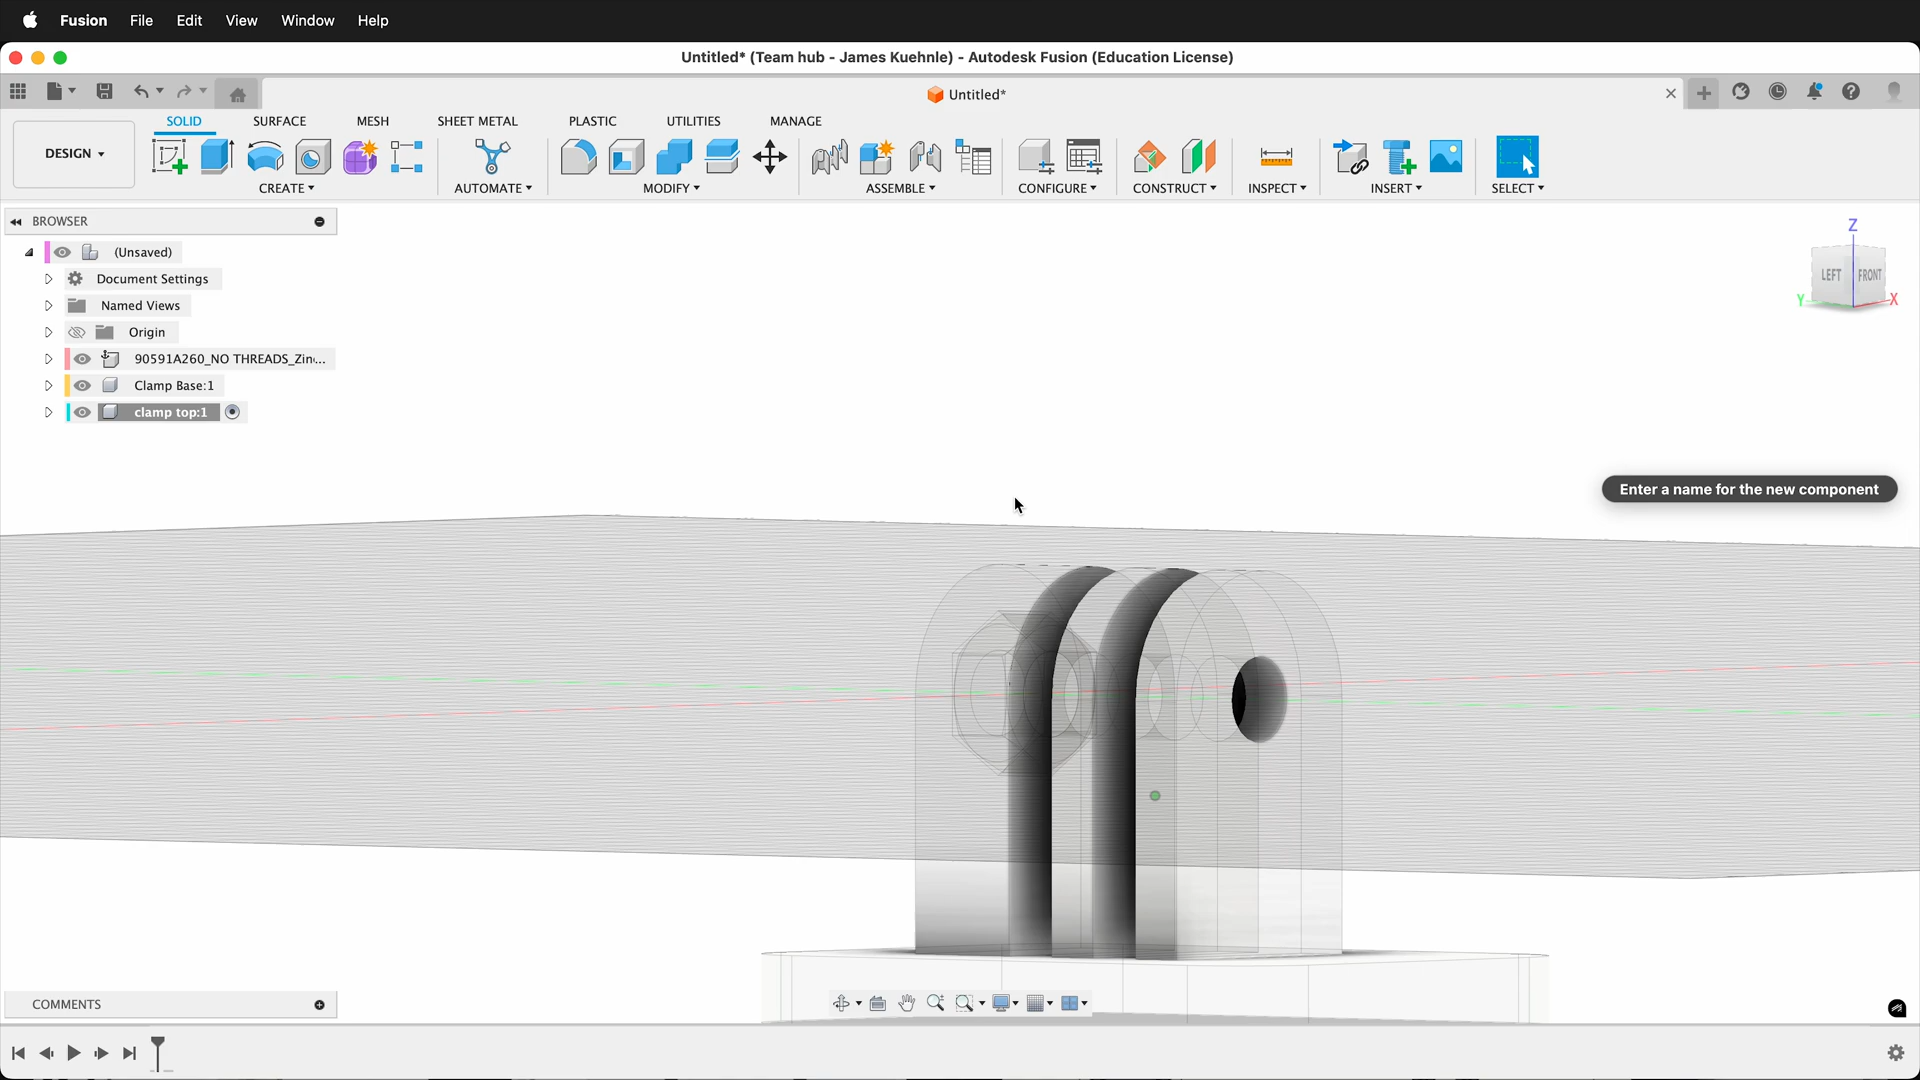 Fusion File Edit View Window Help
Untitled* (Team hub - James Kuehnle) - Autodesk Fusion (Education License)
Untitled*
SOLID SURFACE MESH SHEET METAL PLASTIC UTILITIES MANAGE
DESIGN
CREATE AUTOMATE MODIFY ASSEMBLE CONFIGURE CONSTRUCT INSPECT INSERT SELECT
BROWSER
(Unsaved)
Document Settings
Named Views
Origin
90591A260_NO THREADS_Zin...
Clamp Base:1
clamp top:1
Z
LEFT FRONT
Y X
Enter a name for the new component
COMMENTS